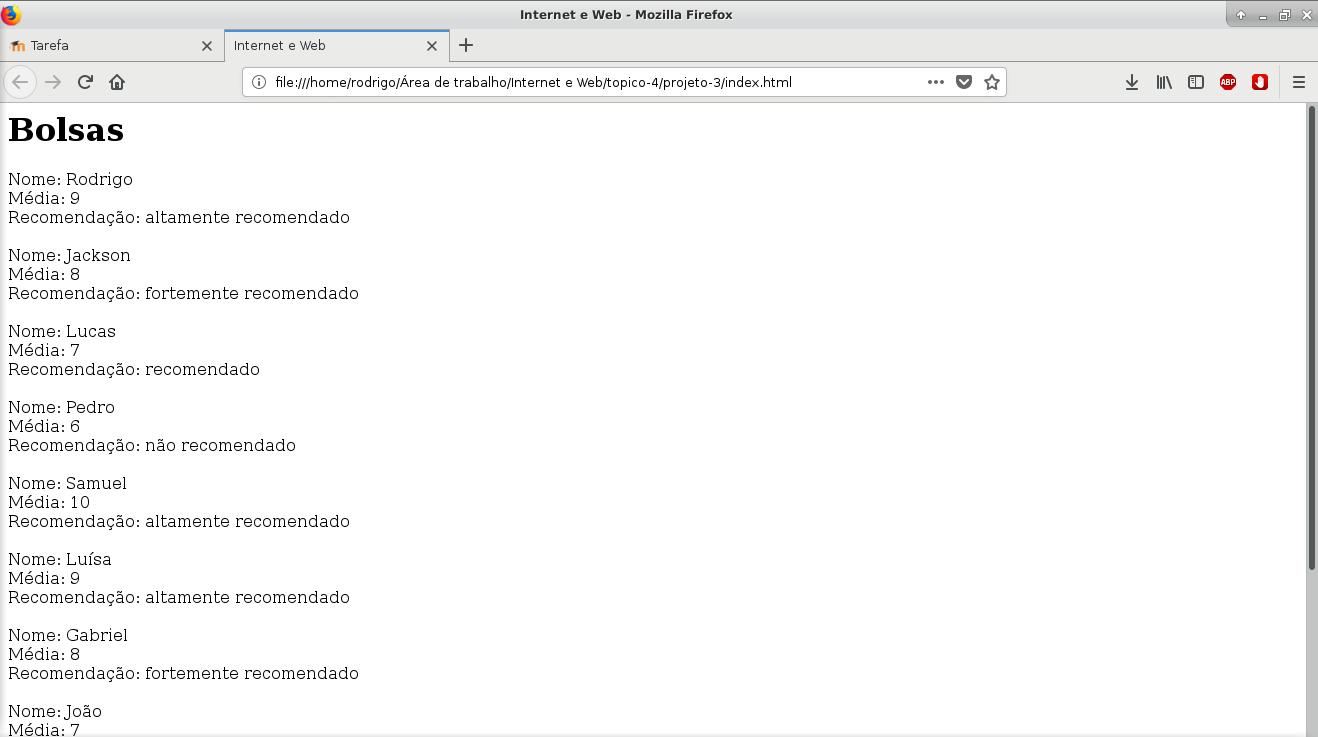 Internet e Web - Mozilla Firefox
Tarefa
Internet e Web
file:///home/rodrigo/Área de trabalho/Internet e Web/topico-4/projeto-3/index.html
ABP
Bolsas
Nome: Rodrigo
Média: 9
Recomendação: altamente recomendado
Nome: Jackson
Média: 8
Recomendação: fortemente recomendado
Nome: Lucas
Média: 7
Recomendação: recomendado
Nome: Pedro
Média: 6
Recomendação: não recomendado
Nome: Samuel
Média: 10
Recomendação: altamente recomendado
Nome: Luísa
Média: 9
Recomendação: altamente recomendado
Nome: Gabriel
Média: 8
Recomendação: fortemente recomendado
Nome: João
Média: 7